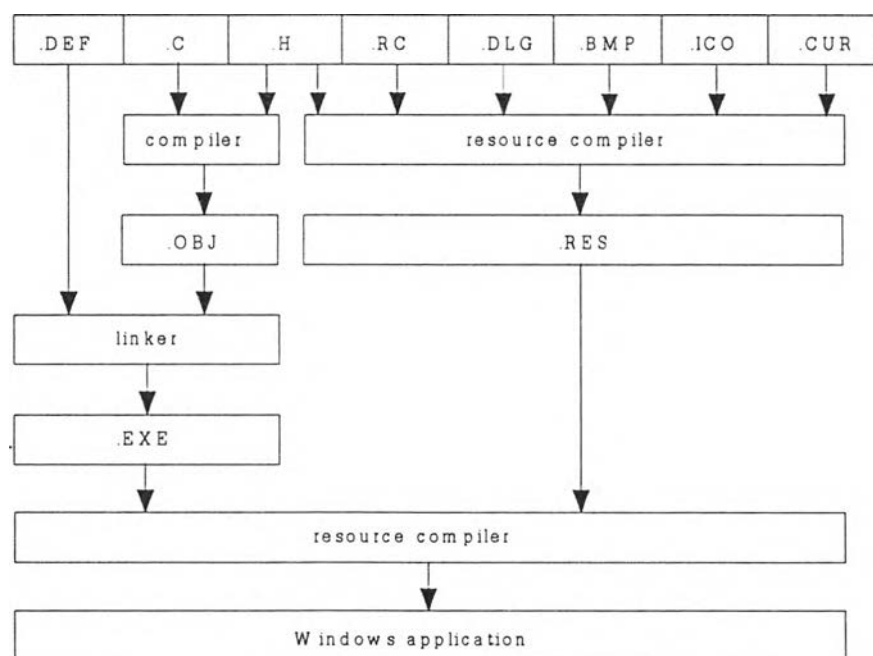 .DEF .C .H .RC .DLG .BMP .ICO .CUR
compiler resource compiler
.OBJ .RES
linker
.EXE
resource compiler
Windows application